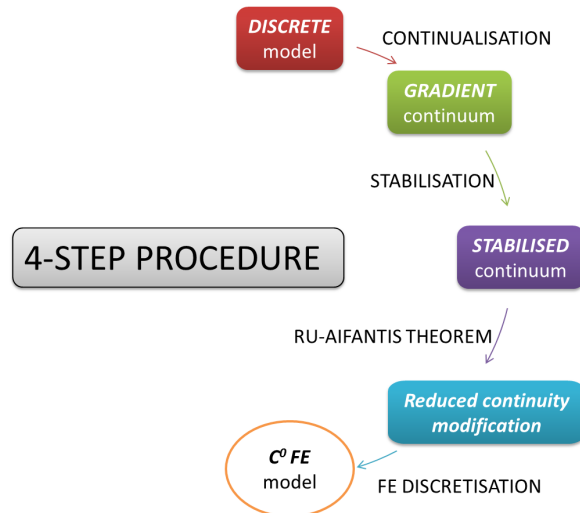 DISCRETE
model
CONTINUALISATION
GRADIENT
continuum
STABILISATION
4-STEP PROCEDURE
STABILISED
continuum
RU-AIFANTIS THEOREM
Reduced continuity
modification
C⁰ FE
model
FE DISCRETISATION